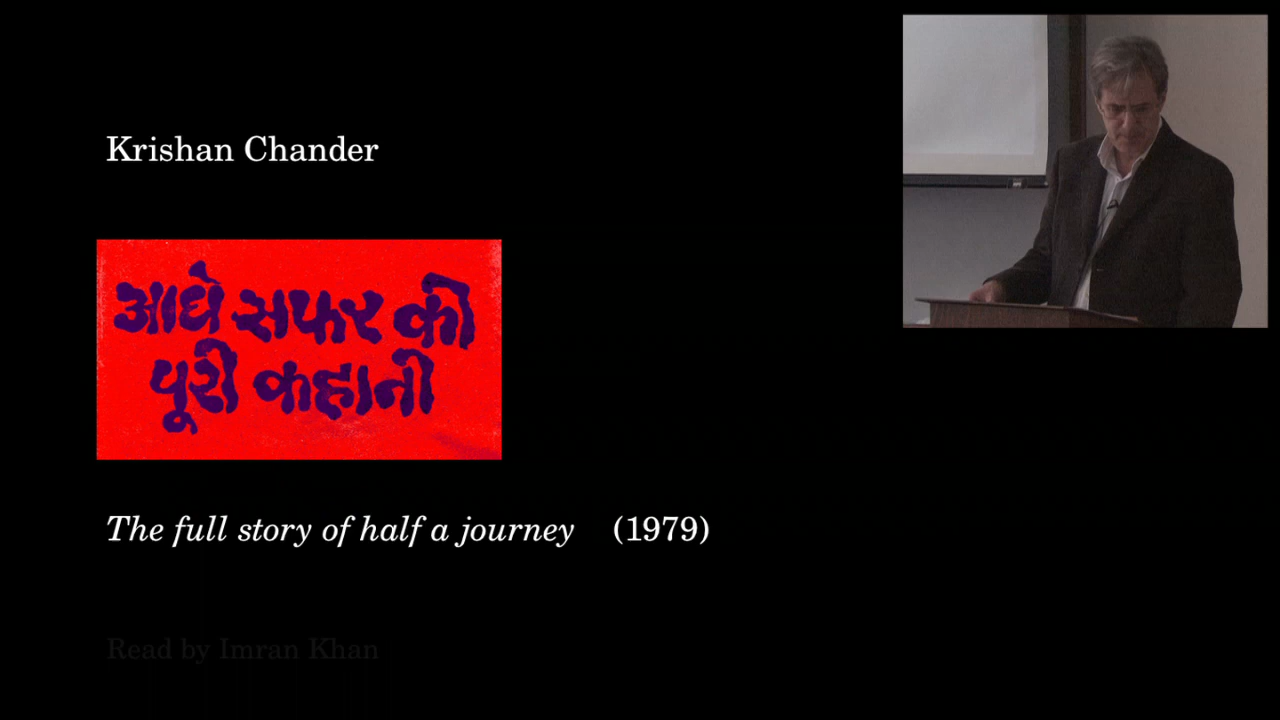 Krishan Chander
आधे सफर की
पूरी कहानी
The full story of half a journey (1979)
Read by Imran Khan